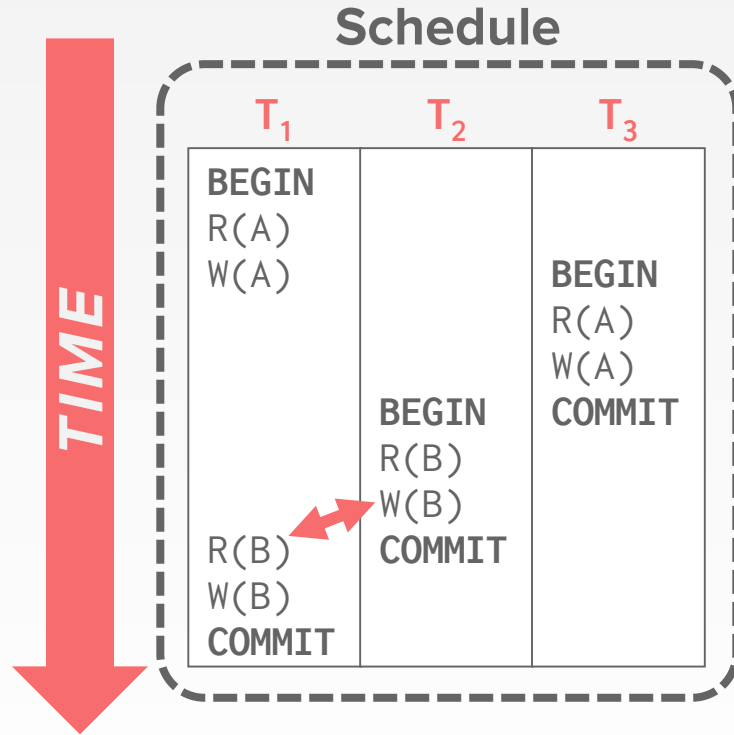 Schedule
TIME
T1 T2 T3
BEGIN
R(A)
W(A) BEGIN
R(A)
W(A)
BEGIN COMMIT
R(B)
W(B)
R(B) COMMIT
W(B)
COMMIT